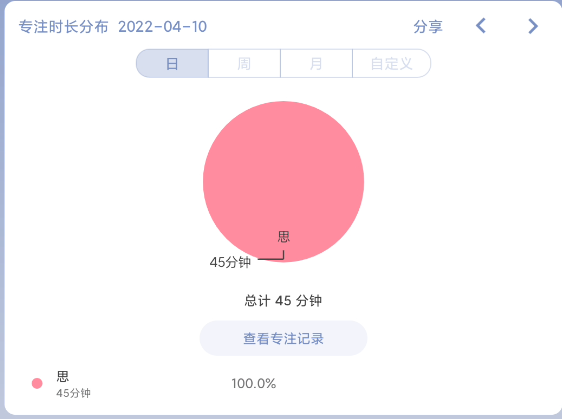 专注时长分布 2022-04-10 分享
日 周 月 自定义
思
45分钟
总计 45 分钟
查看专注记录
思
45分钟 100.0%